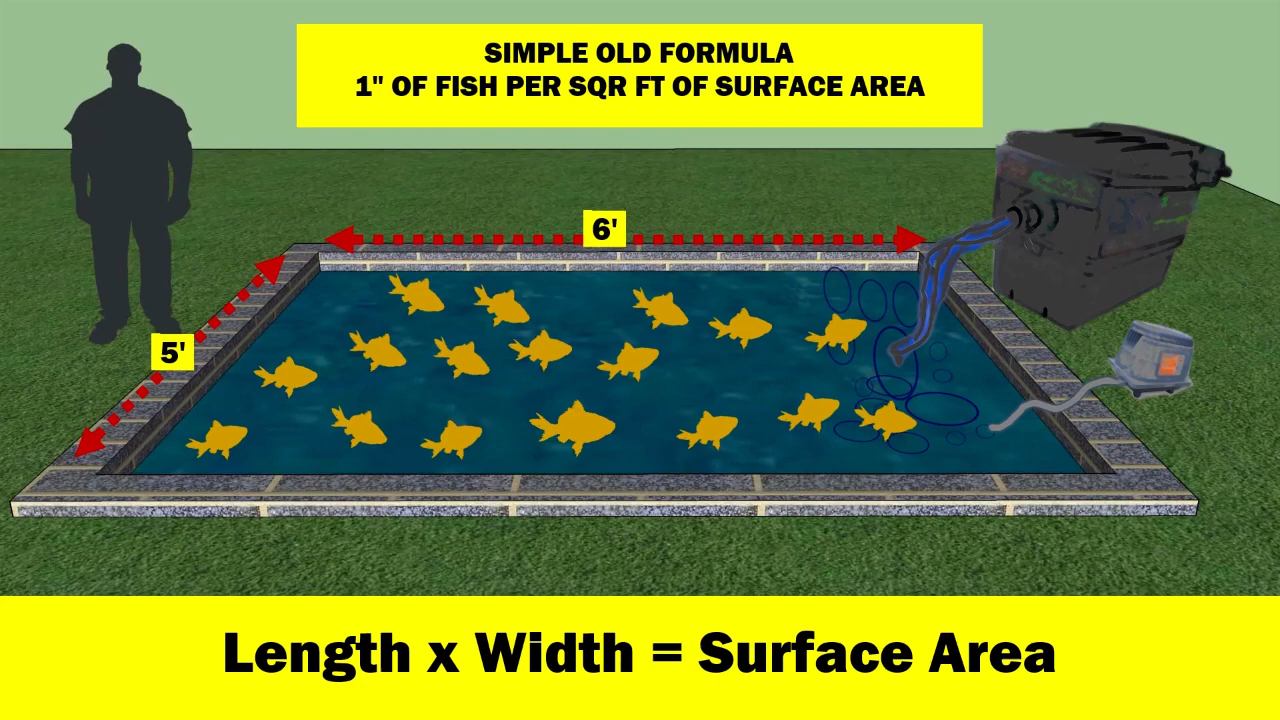 SIMPLE OLD FORMULA
1" OF FISH PER SQR FT OF SURFACE AREA
6'
5'
Length x Width = Surface Area